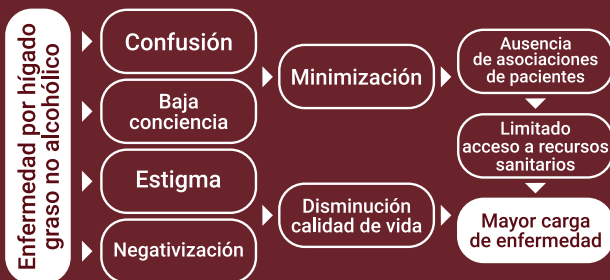 Enfermedad por hígado
graso no alcohólico
Confusión
Baja
conciencia
Estigma
Negativización
Minimización
Disminución
calidad de vida
Ausencia
de asociaciones
de pacientes
Limitado
acceso a recursos
sanitarios
Mayor carga
de enfermedad